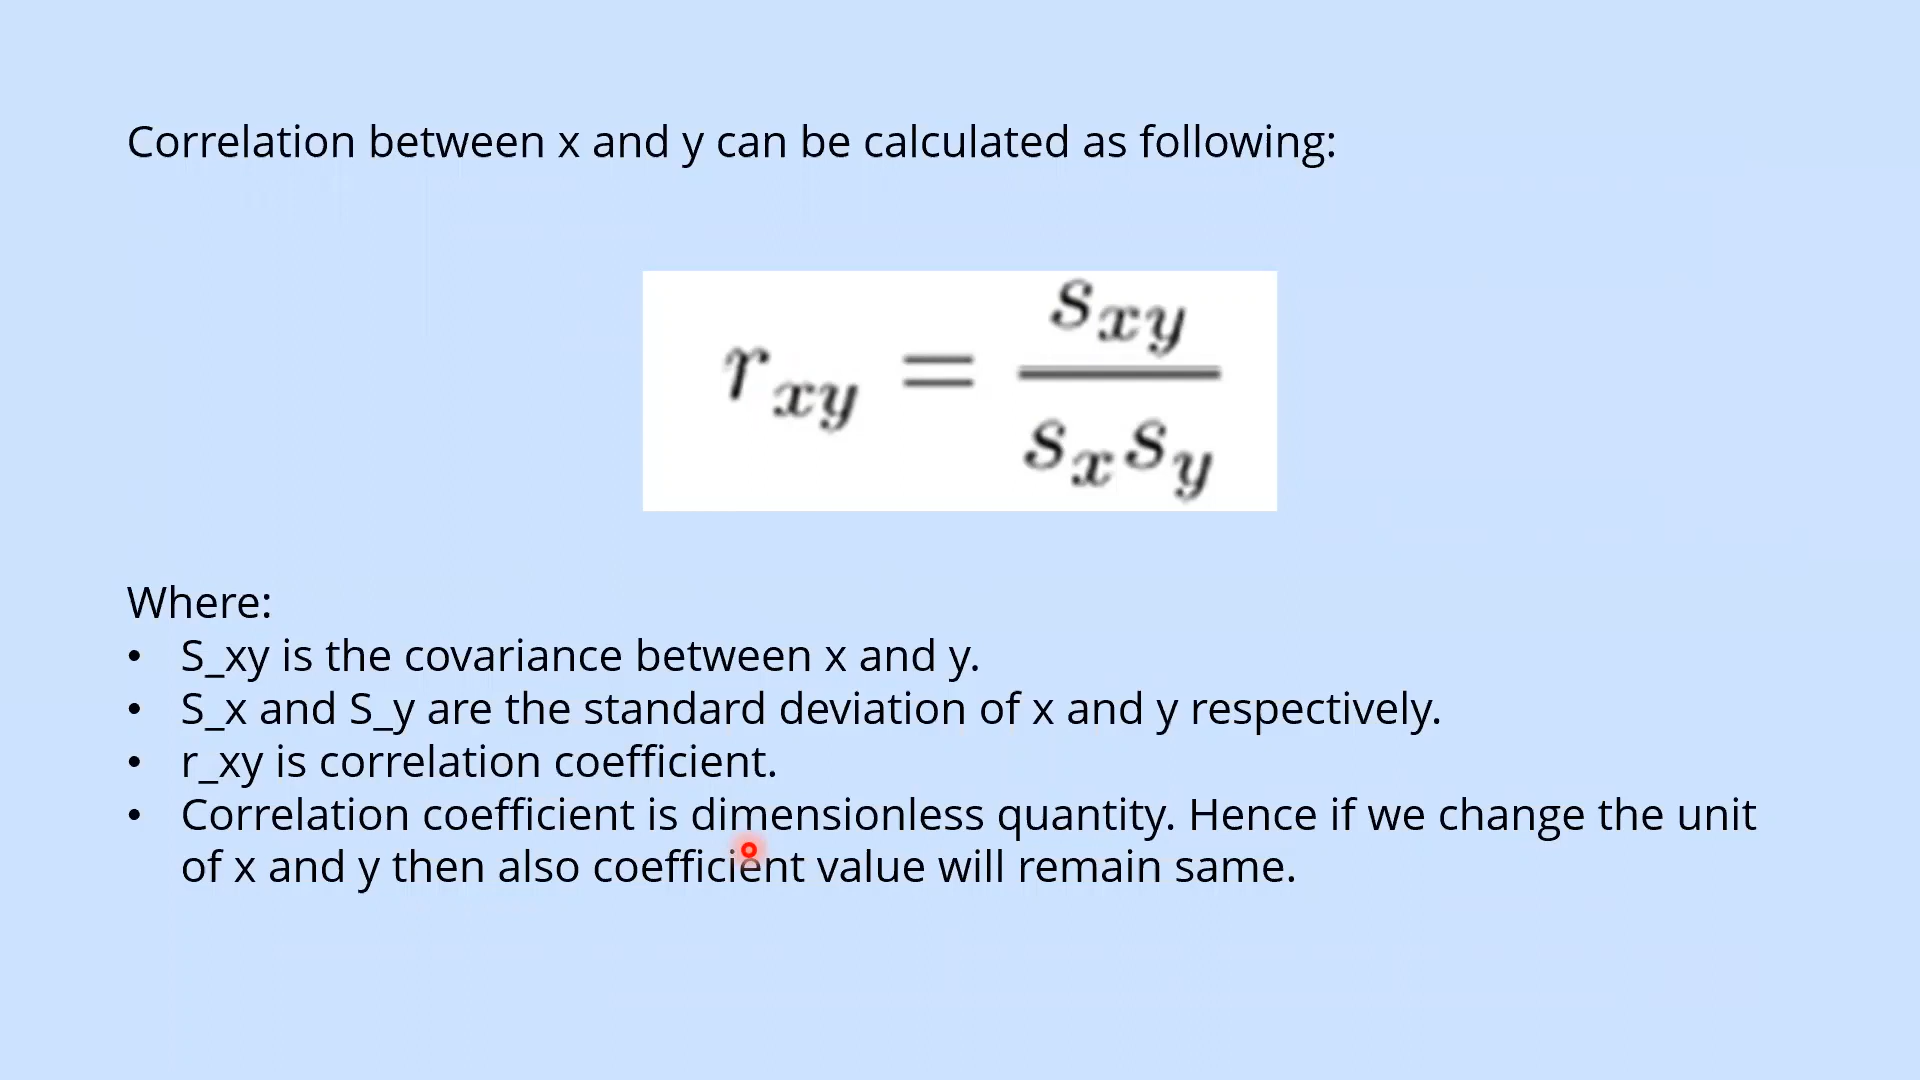 Correlation between x and y can be calculated as following:
r_xy = s_xy / s_x s_y
Where:
• S_xy is the covariance between x and y.
• S_x and S_y are the standard deviation of x and y respectively.
• r_xy is correlation coefficient.
• Correlation coefficient is dimensionless quantity. Hence if we change the unit
of x and y then also coefficient value will remain same.